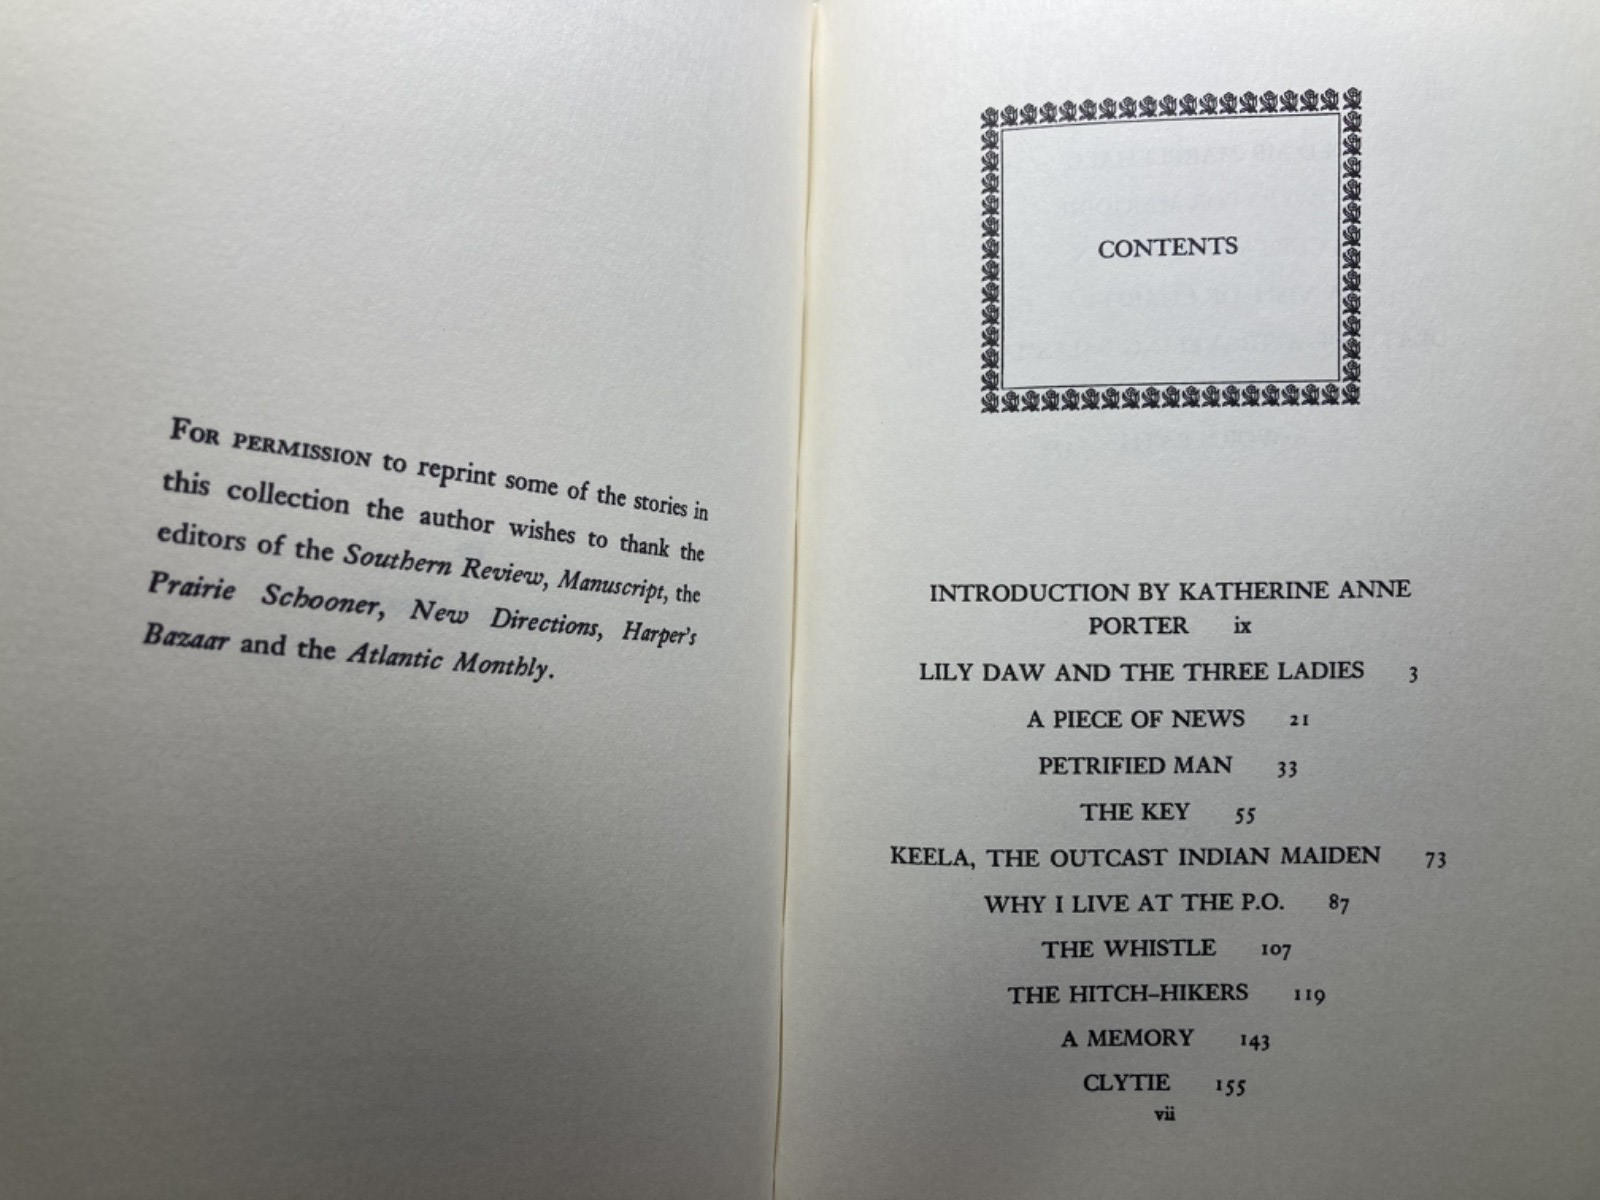 FOR PERMISSION to reprint some of the stories in
this collection the author wishes to thank the
editors of the Southern Review, Manuscript, the
Prairie Schooner, New Directions, Harper's
Bazaar and the Atlantic Monthly.
CONTENTS
INTRODUCTION BY KATHERINE ANNE
PORTER ix
LILY DAW AND THE THREE LADIES 3
A PIECE OF NEWS 21
PETRIFIED MAN 33
THE KEY 55
KEELA, THE OUTCAST INDIAN MAIDEN 73
WHY I LIVE AT THE P.O. 87
THE WHISTLE 107
THE HITCH-HIKERS 119
A MEMORY 143
CLYTIE 155
vii